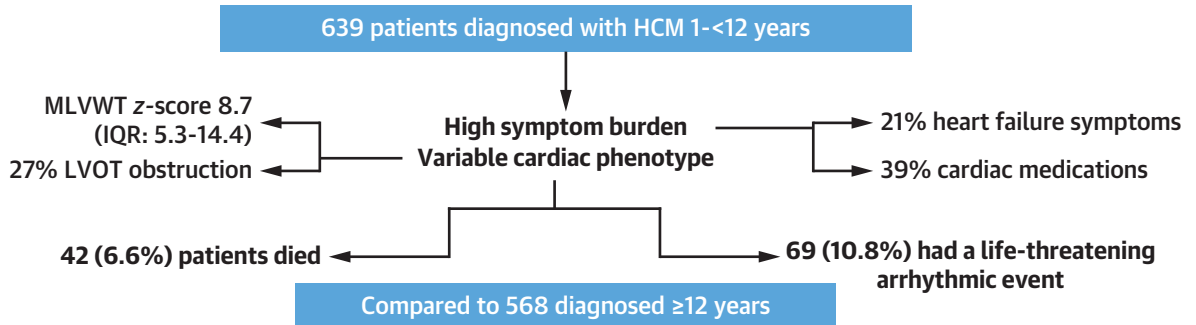 639 patients diagnosed with HCM 1-<12 years
MLVWT z-score 8.7
(IQR: 5.3-14.4)
27% LVOT obstruction
High symptom burden
Variable cardiac phenotype
21% heart failure symptoms
39% cardiac medications
42 (6.6%) patients died
69 (10.8%) had a life-threatening
arrhythmic event
Compared to 568 diagnosed ≥12 years